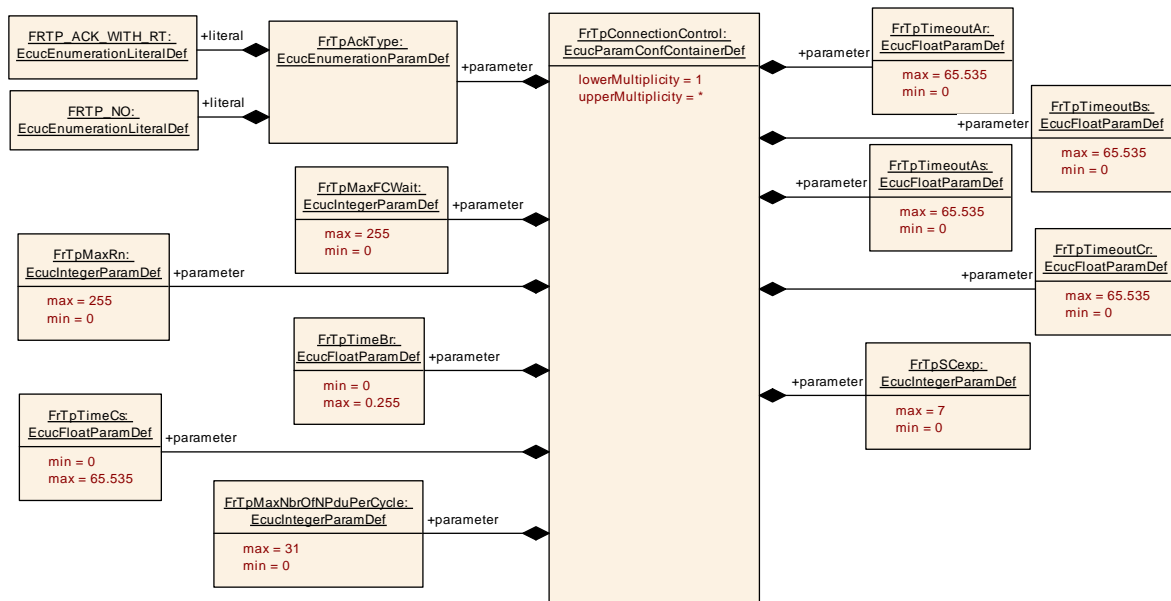 FRTP_ACK_WITH_RT:
EcucEnumerationLiteralDef
+literal
FRTP_NO:
EcucEnumerationLiteralDef
+literal
FrTpAckType:
EcucEnumerationParamDef
+parameter
FrTpMaxFCWait:
EcucIntegerParamDef
max = 255
min = 0
+parameter
FrTpMaxRn:
EcucIntegerParamDef
max = 255
min = 0
+parameter
FrTpTimeBr:
EcucFloatParamDef
min = 0
max = 0.255
+parameter
FrTpTimeCs:
EcucFloatParamDef
min = 0
max = 65.535
+parameter
FrTpMaxNbrOfNPduPerCycle:
EcucIntegerParamDef
max = 31
min = 0
+parameter
FrTpConnectionControl:
EcucParamConfContainerDef
lowerMultiplicity = 1
upperMultiplicity = *
+parameter
FrTpTimeoutAr:
EcucFloatParamDef
max = 65.535
min = 0
+parameter
FrTpTimeoutBs:
EcucFloatParamDef
max = 65.535
min = 0
+parameter
FrTpTimeoutAs:
EcucFloatParamDef
max = 65.535
min = 0
+parameter
FrTpTimeoutCr:
EcucFloatParamDef
max = 65.535
min = 0
+parameter
FrTpSCexp:
EcucIntegerParamDef
max = 7
min = 0